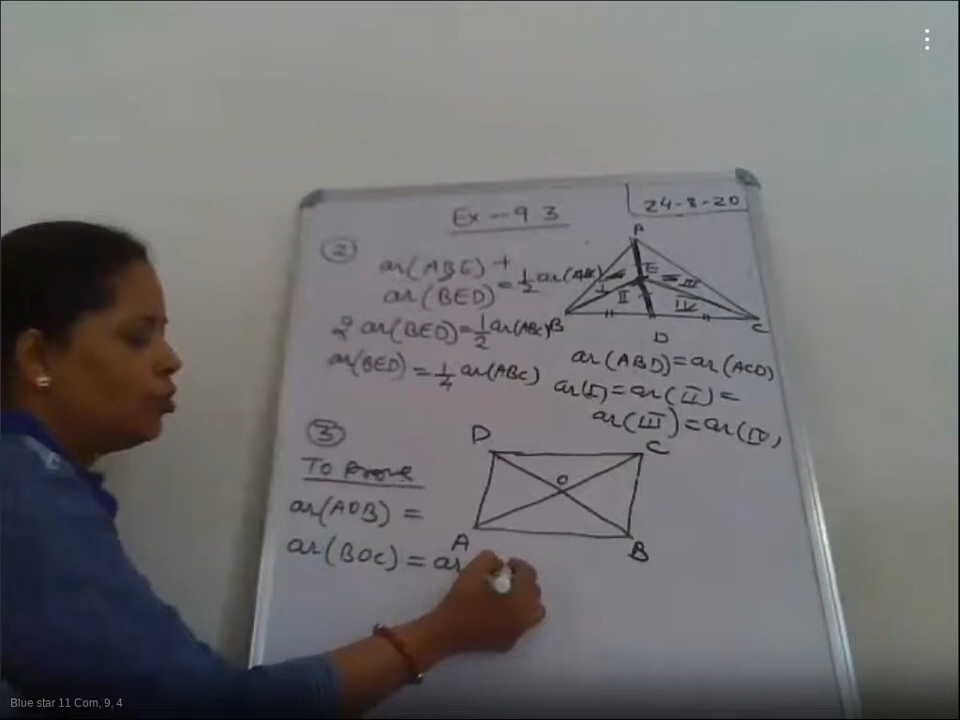 Ex - 9 3
24-8-20
2
ar(ABE) +
ar(BED) = 1/2 ar(ABC)
2 ar(BED) = 1/2 ar(ABC)
ar(BED) = 1/4 ar(ABC)
A
E
I
II
III
IV
B
D
C
ar(ABD) = ar(ACD)
ar(I) = ar(II) =
ar(III) = ar(IV)
3
To Prove
ar(AOB) =
ar(BOC) = ar
D
C
O
A
B
Blue star 11 Com, 9, 4